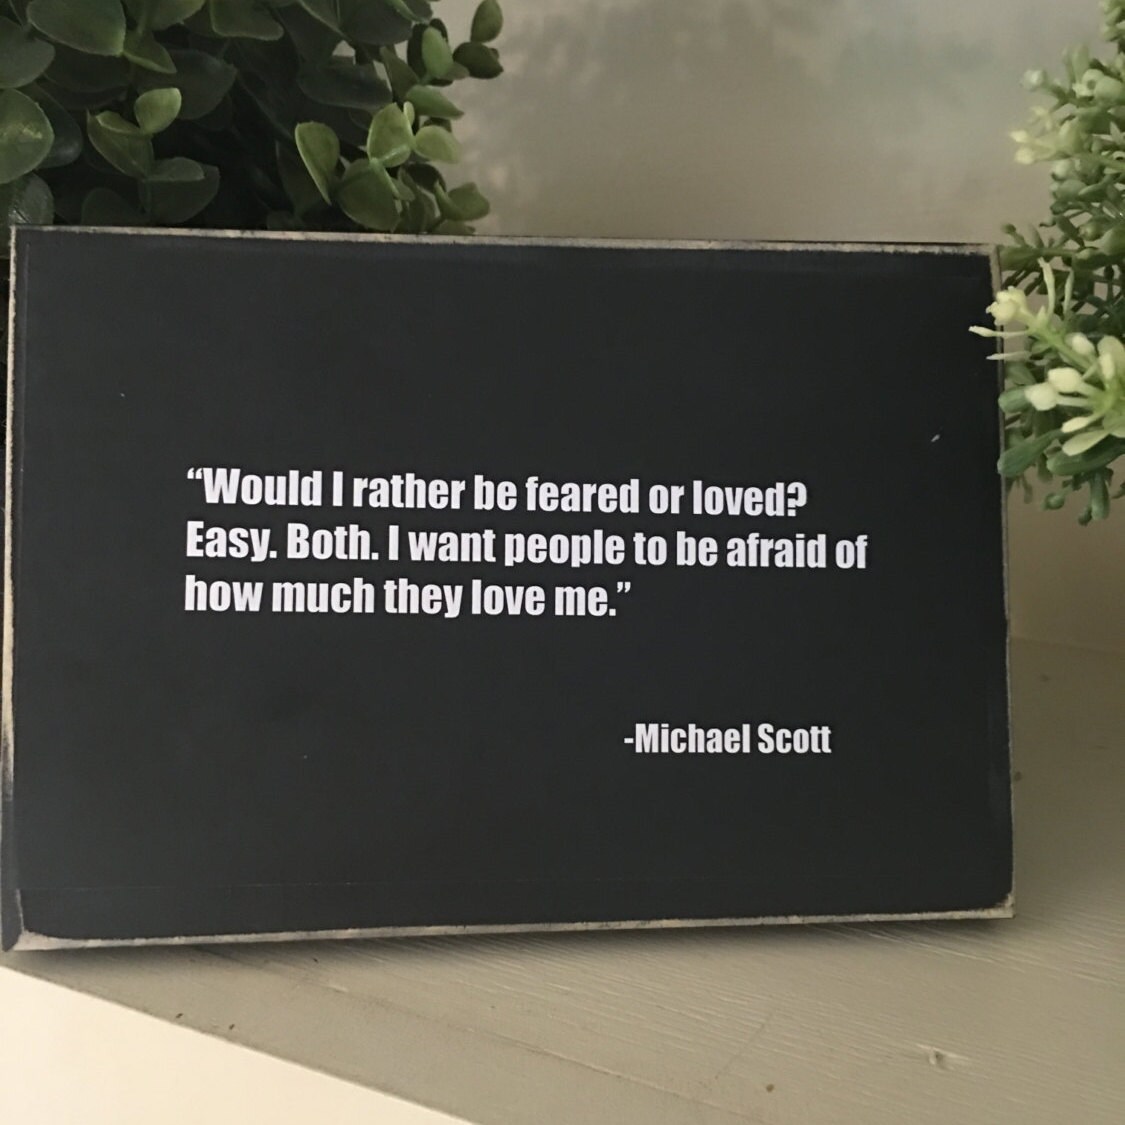 “Would I rather be feared or loved?
Easy. Both. I want people to be afraid of
how much they love me.”
-Michael Scott